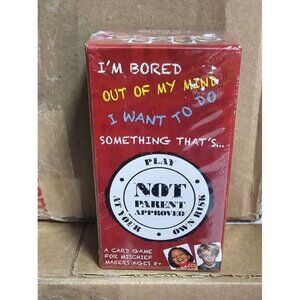 I'M BORED
OUT OF MY MIND
I WANT TO DO
SOMETHING THAT'S...
PLAY
NOT
PARENT
APPROVED
AT YOUR
OWN RISK
A CARD GAME
FOR MISCHIEF
MAKERS AGES 8+